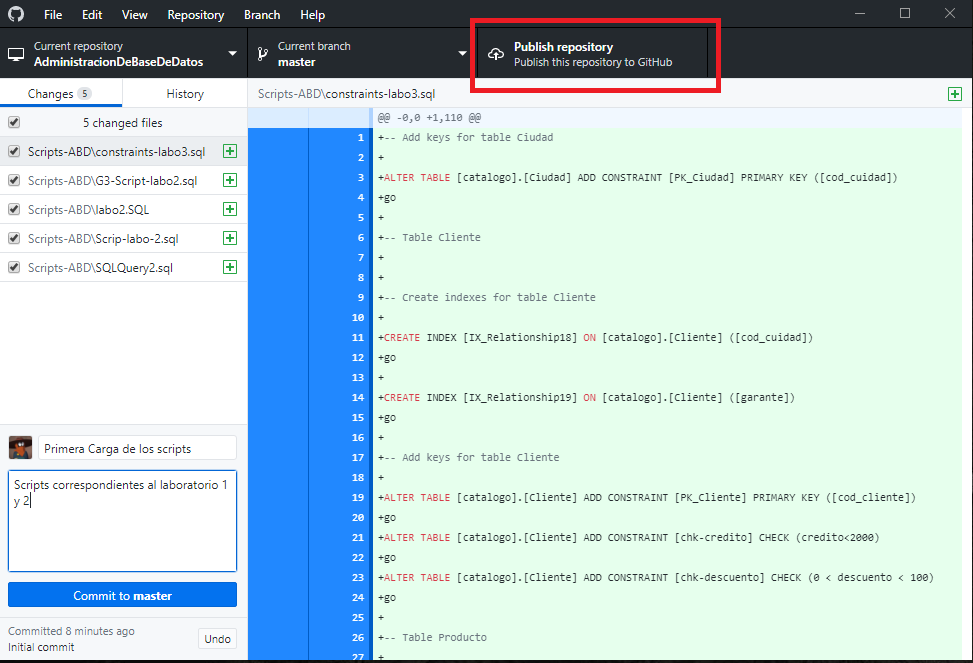 File Edit View Repository Branch Help
Current repository
AdministracionDeBaseDeDatos
Current branch
master
Publish repository
Publish this repository to GitHub
Changes 5 History
5 changed files
Scripts-ABD\constraints-labo3.sql
Scripts-ABD\G3-Script-labo2.sql
Scripts-ABD\labo2.SQL
Scripts-ABD\Scrip-labo-2.sql
Scripts-ABD\SQLQuery2.sql
Primera Carga de los scripts
Scripts correspondientes al laboratorio 1
y 2
Commit to master
Committed 8 minutes ago
Initial commit
Undo
Scripts-ABD\constraints-labo3.sql
@@ -0,0 +1,110 @@
1 +-- Add keys for table Ciudad
2 +
3 +ALTER TABLE [catalogo].[Ciudad] ADD CONSTRAINT [PK_Ciudad] PRIMARY KEY ([cod_cuidad])
4 +go
5 +
6 +-- Table Cliente
7 +
8 +
9 +-- Create indexes for table Cliente
10 +
11 +CREATE INDEX [IX_Relationship18] ON [catalogo].[Cliente] ([cod_cuidad])
12 +go
13 +
14 +CREATE INDEX [IX_Relationship19] ON [catalogo].[Cliente] ([garante])
15 +go
16 +
17 +-- Add keys for table Cliente
18 +
19 +ALTER TABLE [catalogo].[Cliente] ADD CONSTRAINT [PK_Cliente] PRIMARY KEY ([cod_cliente])
20 +go
21 +ALTER TABLE [catalogo].[Cliente] ADD CONSTRAINT [chk-credito] CHECK (credito<2000)
22 +go
23 +ALTER TABLE [catalogo].[Cliente] ADD CONSTRAINT [chk-descuento] CHECK (0 < descuento < 100)
24 +go
25 +
26 +-- Table Producto
27 +